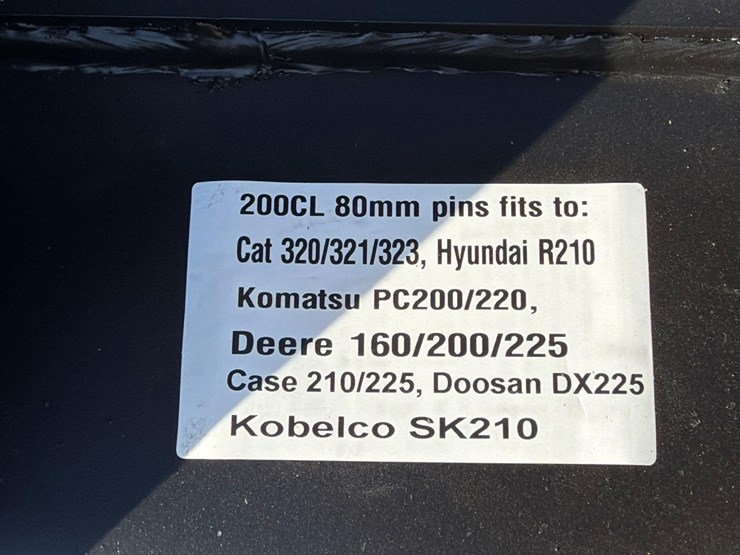 200CL 80mm pins fits to:
Cat 320/321/323, Hyundai R210
Komatsu PC200/220,
Deere 160/200/225
Case 210/225, Doosan DX225
Kobelco SK210